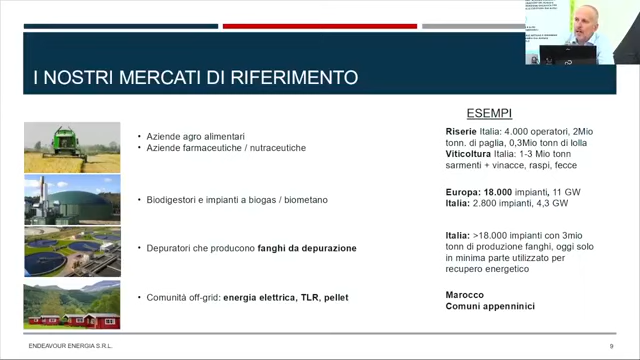 I NOSTRI MERCATI DI RIFERIMENTO
ESEMPI
• Aziende agro alimentari
• Aziende farmaceutiche / nutraceutiche
Riserie Italia: 4.000 operatori, 2Mio
tonn. di paglia, 0,3Mio tonn di lolla
Viticoltura Italia: 1-3 Mio tonn
sarmenti + vinacce, raspi, fecce
• Biodigestori e impianti a biogas / biometano
Europa: 18.000 impianti, 11 GW
Italia: 2.800 impianti, 4,3 GW
• Depuratori che producono fanghi da depurazione
Italia: >18.000 impianti con 3mio
tonn di produzione fanghi, oggi solo
in minima parte utilizzato per
recupero energetico
• Comunità off-grid: energia elettrica, TLR, pellet
Marocco
Comuni appenninici
ENDEAVOUR ENERGIA S.R.L.
9